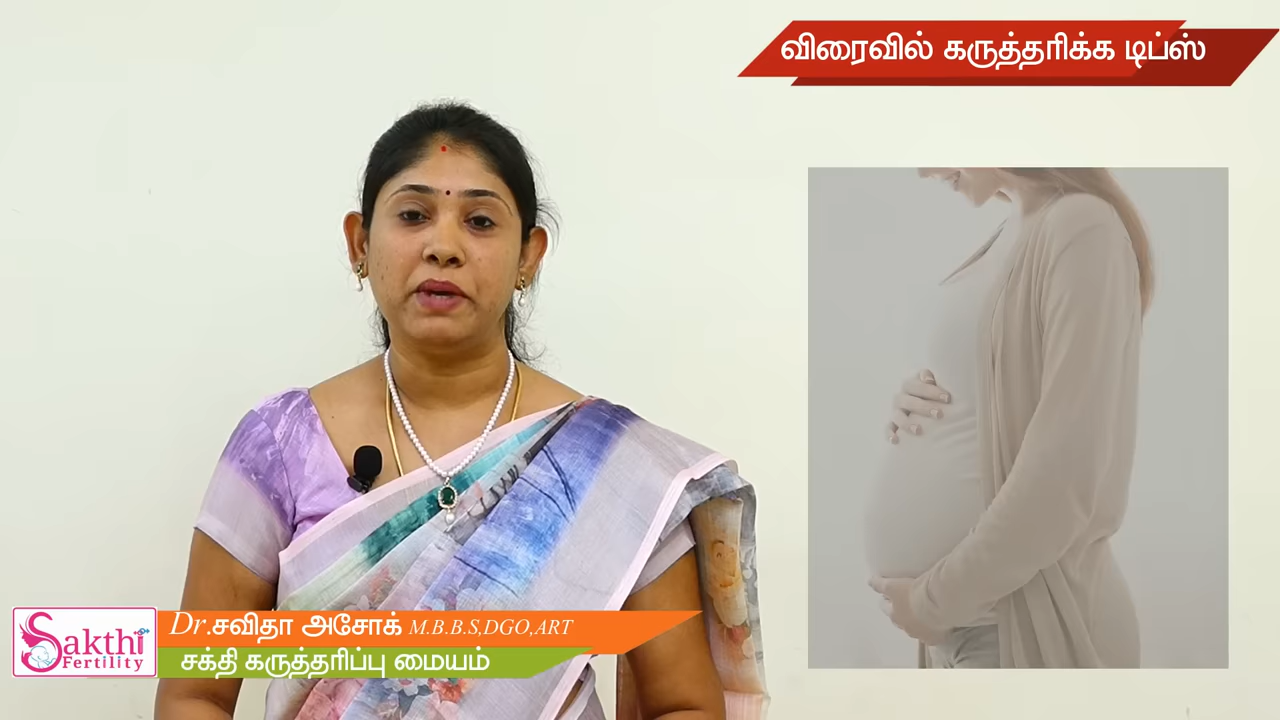 விரைவில் கருத்தரிக்க டிப்ஸ்
Dr.சவிதா அசோக் M.B.B.S,DGO,ART
சக்தி கருத்தரிப்பு மையம்
Sakthi
Fertility